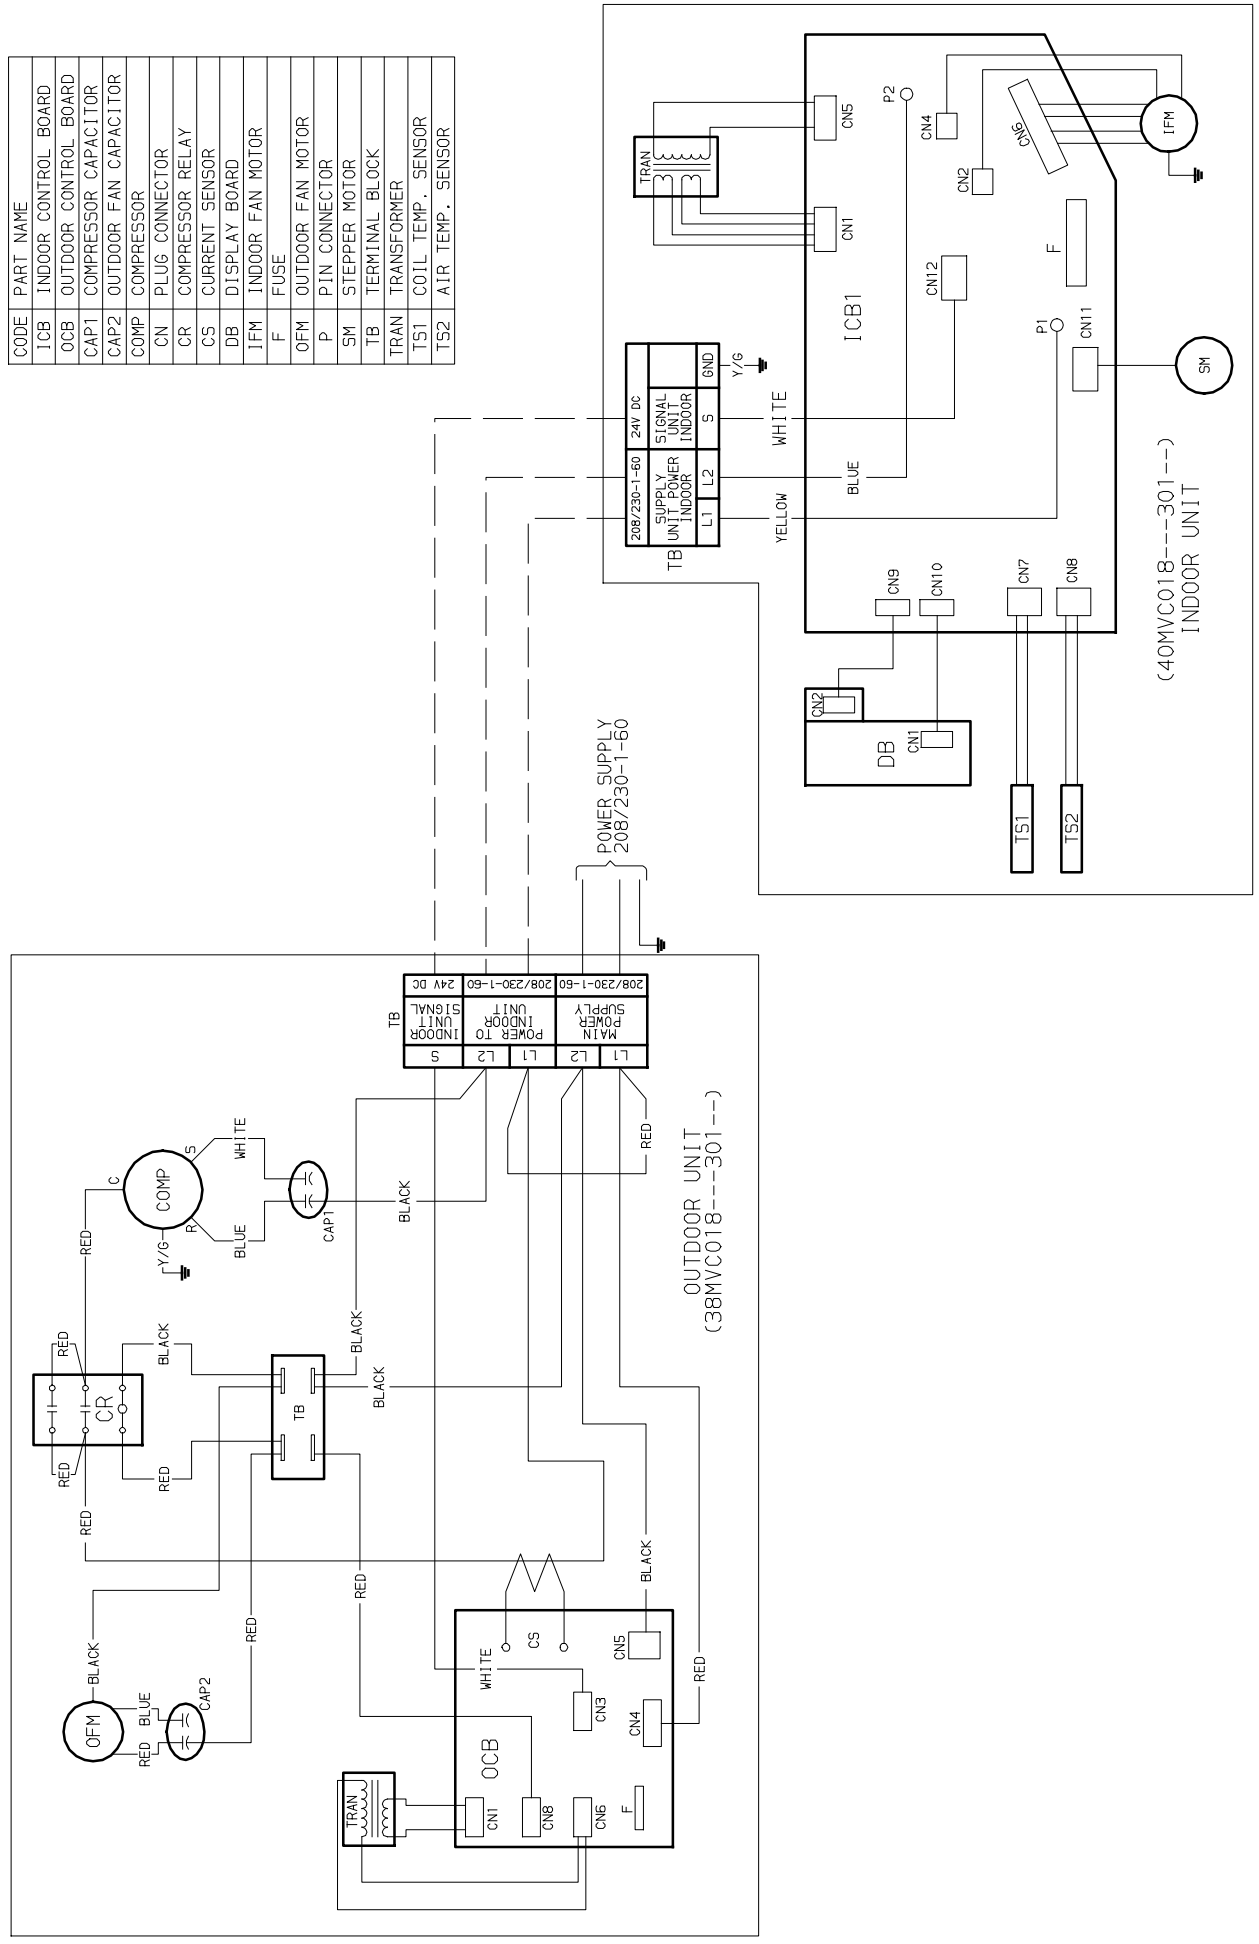 CODE PART NAME
ICB INDOOR CONTROL BOARD
OCB OUTDOOR CONTROL BOARD
CAP1 COMPRESSOR CAPACITOR
CAP2 OUTDOOR FAN CAPACITOR
COMP COMPRESSOR
CN PLUG CONNECTOR
CR COMPRESSOR RELAY
CS CURRENT SENSOR
DB DISPLAY BOARD
IFM INDOOR FAN MOTOR
F FUSE
OFM OUTDOOR FAN MOTOR
P PIN CONNECTOR
SM STEPPER MOTOR
TB TERMINAL BLOCK
TRAN TRANSFORMER
TS1 COIL TEMP. SENSOR
TS2 AIR TEMP. SENSOR
TRAN
CN5
CN1
P2
CN4
CN2
CN6
IFM
CN12
F
ICB1
P1
CN11
SM
208/230-1-60
24V DC
SUPPLY
UNIT POWER
INDOOR
SIGNAL
UNIT
INDOOR
L1
L2
S
GND
TB
Y/G
WHITE
BLUE
YELLOW
CN9
CN10
CN7
CN8
CN2
CN1
DB
TS1
TS2
(40MVC018---301--)
INDOOR UNIT
POWER SUPPLY
208/230-1-60
TB
24V DC
208/230-1-60
208/230-1-60
INDOOR
UNIT
SIGNAL
POWER TO
INDOOR
UNIT
MAIN
POWER
SUPPLY
S
L2
L1
L2
L1
RED
OUTDOOR UNIT
(38MVC018---301--)
COMP
C
S
R
WHITE
BLUE
Y/G
CAP1
BLACK
RED
RED
BLACK
CR
RED
RED
RED
TB
BLACK
BLACK
RED
RED
BLACK
OFM
BLUE
RED
CAP2
TRAN
OCB
CN1
CN8
CN6
F
CN3
CN4
CN5
CS
WHITE
BLACK
RED